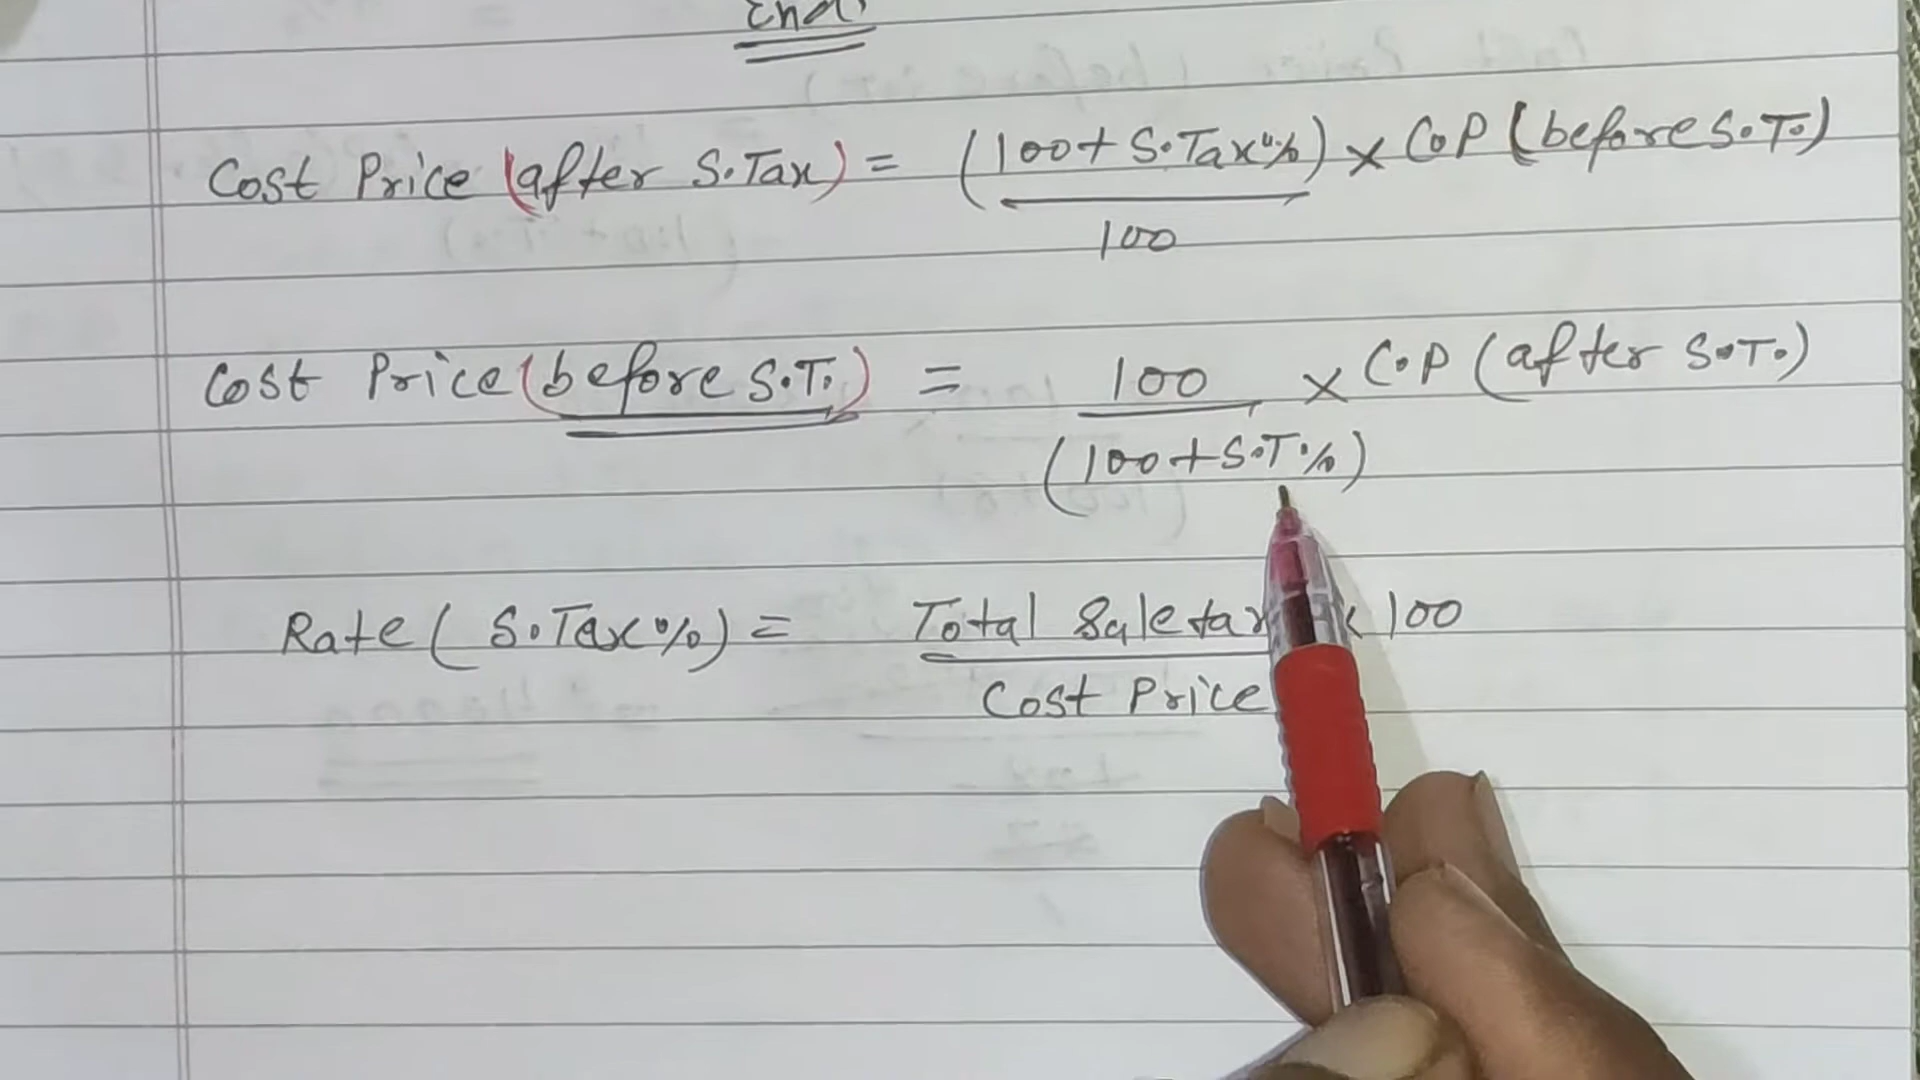 End.
Cost Price (after S.Tax) = (100+ S.Tax%) × C.P (before S.T.)
100
Cost Price (before S.T.) = 100 × C.P (after S.T.)
(100+S.T%)
Rate (S.Tax%) = Total Sale tax × 100
Cost Price